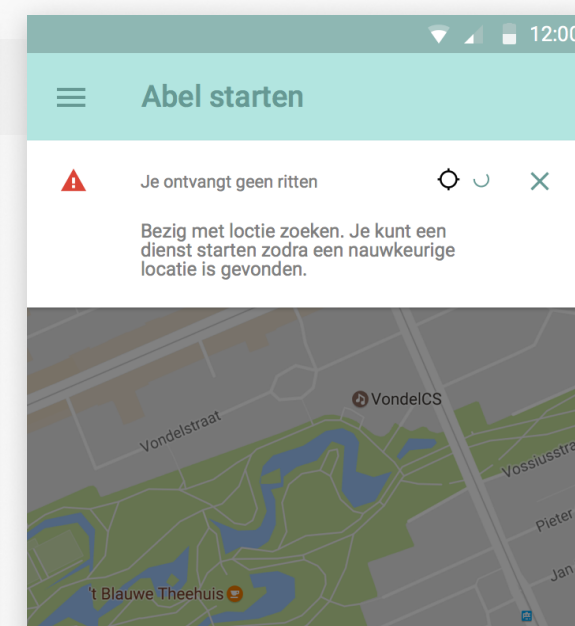 12:00
Abel starten
Je ontvangt geen ritten
Bezig met loctie zoeken. Je kunt een
dienst starten zodra een nauwkeurige
locatie is gevonden.
VondelCS
Vondelstraat
Vossiusstra
Pieter
Jan
't Blauwe Theehuis